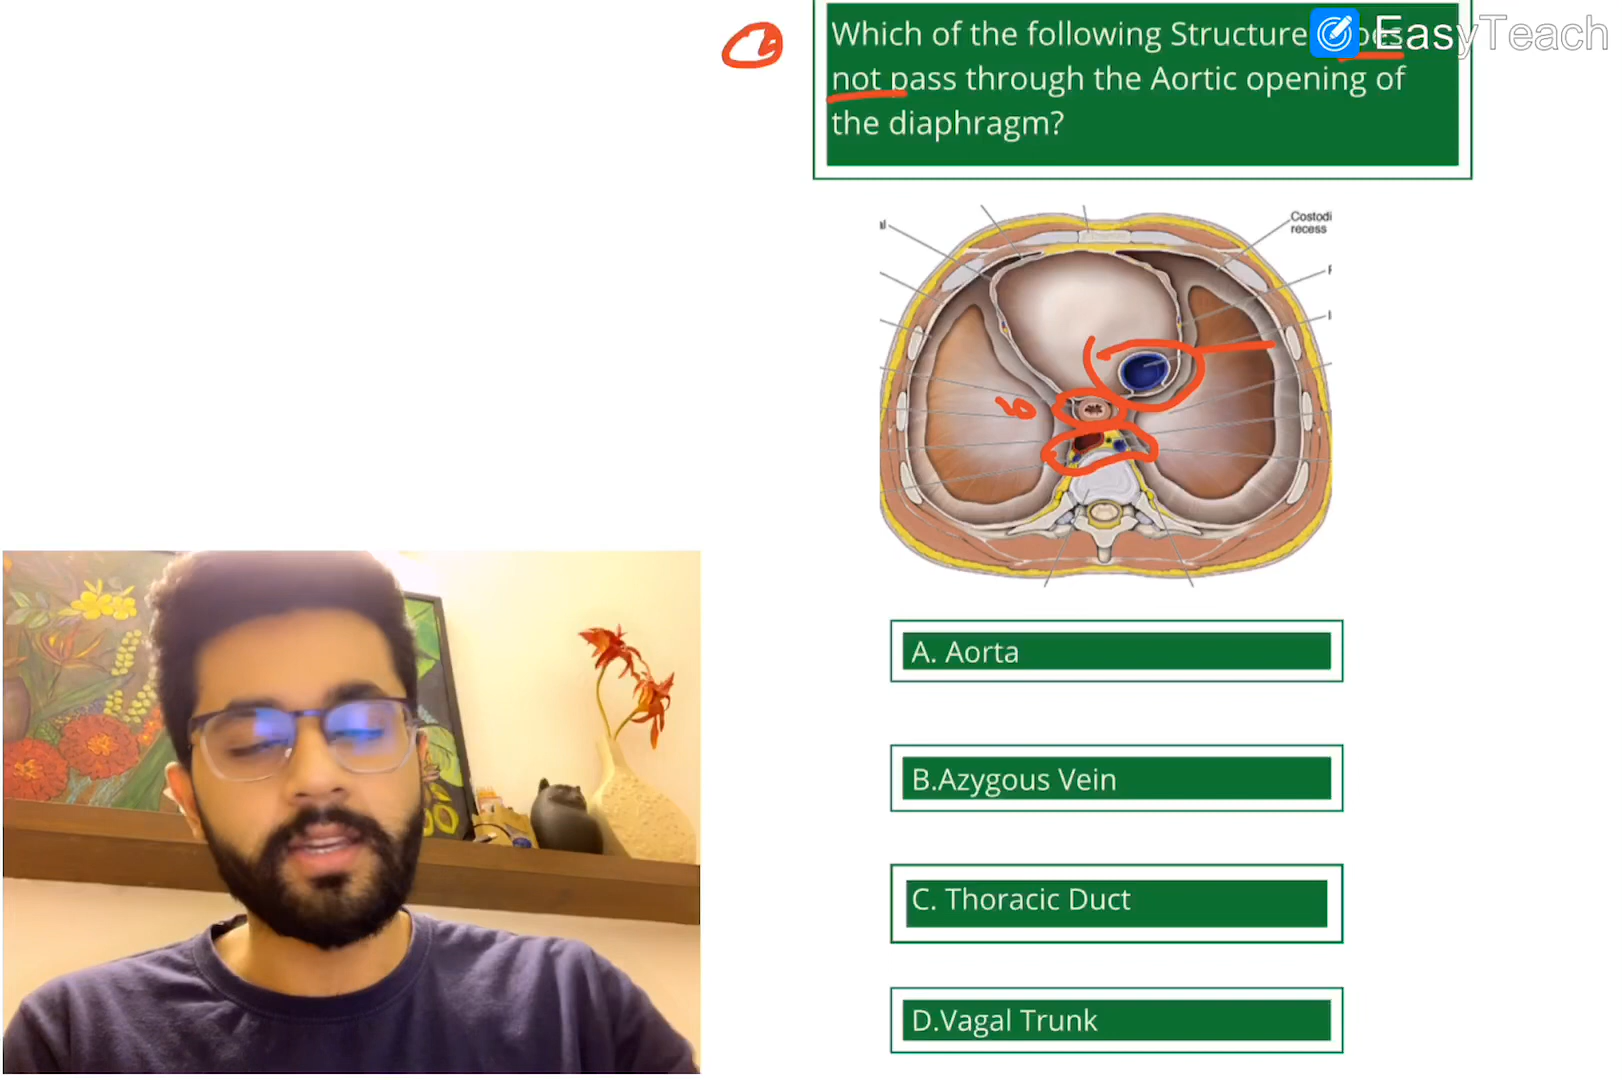 Which of the following Structure does
EasyTeach
not pass through the Aortic opening of
the diaphragm?
Costodi
recess
A. Aorta
B.Azygous Vein
C. Thoracic Duct
D.Vagal Trunk